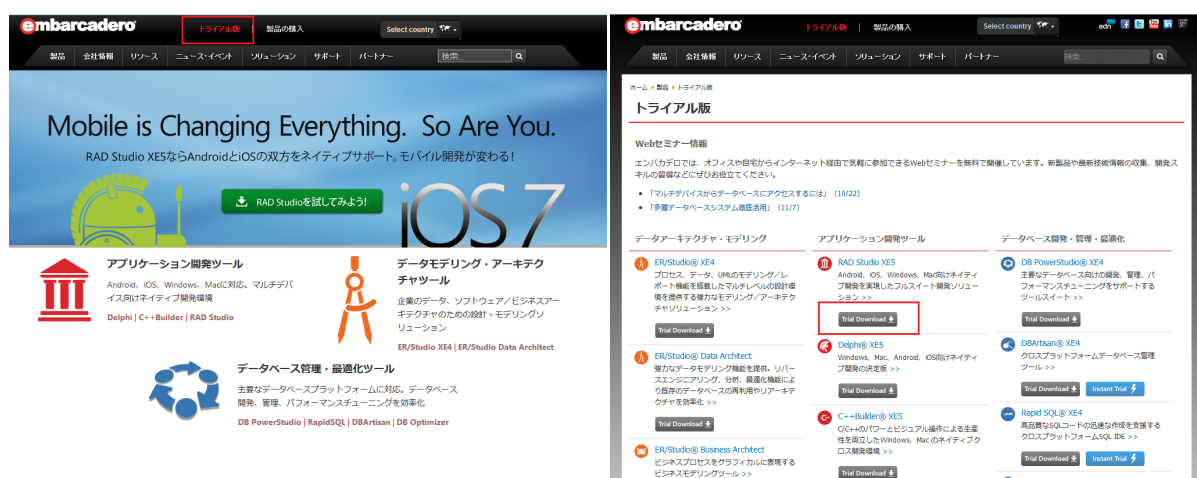 embarcadero
トライアル版 | 製品の購入
Select country
製品 会社情報 リソース ニュース・イベント ソリューション サポート パートナー 検索...
Mobile is Changing Everything. So Are You.
RAD Studio XE5ならAndroidとiOSの双方をネイティブサポート。モバイル開発が変わる!
RAD Studioを試してみよう!
iOS7
アプリケーション開発ツール
Android、iOS、Windows、Macに対応。マルチデバ
イス向けネイティブ開発環境
Delphi | C++Builder | RAD Studio
データモデリング・アーキテク
チャツール
企業のデータ、ソフトウェア／ビジネスアー
キテクチャのための設計・モデリングソ
リューション
ER/Studio XE4 | ER/Studio Data Architect
データベース管理・最適化ツール
主要なデータベースプラットフォームに対応。データベース
開発、管理、パフォーマンスチューニングを効率化
DB PowerStudio | RapidSQL | DBArtisan | DB Optimizer
embarcadero
トライアル版 | 製品の購入
Select country
edn
製品 会社情報 リソース ニュース・イベント ソリューション サポート パートナー 検索...
ホーム 製品 トライアル版
トライアル版
Webセミナー情報
エンバカデロでは、オフィスや自宅からインターネット経由で気軽に参加できるWebセミナーを無料で開催しています。新製品や最新技術情報の収集、開発ス
キルの習得などにぜひお役立てください。
「マルチデバイスからデータベースにアクセスするには」（10/22）
「多層データベースシステム徹底活用」（11/7）
データアーキテクチャ・モデリング
ER/Studio® XE4
プロセス、データ、UMLのモデリング／レ
ポート機能を搭載したマルチレベルの設計環
境を提供する強力なモデリング／アーキテク
チャソリューション >>
Trial Download
ER/Studio® Data Architect
強力なデータモデリング機能を提供。リバー
スエンジニアリング、分析、最適化機能によ
り既存のデータベースの再利用やリアーキテ
クチャを効率化 >>
Trial Download
ER/Studio® Business Architect
ビジネスプロセスをグラフィカルに表現する
ビジネスモデリングツール >>
アプリケーション開発ツール
RAD Studio XE5
Android、iOS、Windows、Mac向けネイティ
ブ開発を実現したフルスイート開発ソリュー
ション >>
Trial Download
Delphi® XE5
Windows、Mac、Android、iOS向けネイティ
ブ開発の決定版 >>
Trial Download
C++Builder® XE5
C/C++のパワーとビジュアル操作による生産
性を両立したWindows、Mac のネイティブク
ロス開発環境 >>
Trial Download
データベース開発・管理・最適化
DB PowerStudio® XE4
主要なデータベース向けの開発、管理、パ
フォーマンスチューニングをサポートする
ツールスイート >>
Trial Download
DBArtisan® XE4
クロスプラットフォームデータベース管理
ツール >>
Trial Download Instant Trial
Rapid SQL® XE4
高品質なSQLコードの迅速な作成を支援する
クロスプラットフォームSQL IDE >>
Trial Download Instant Trial